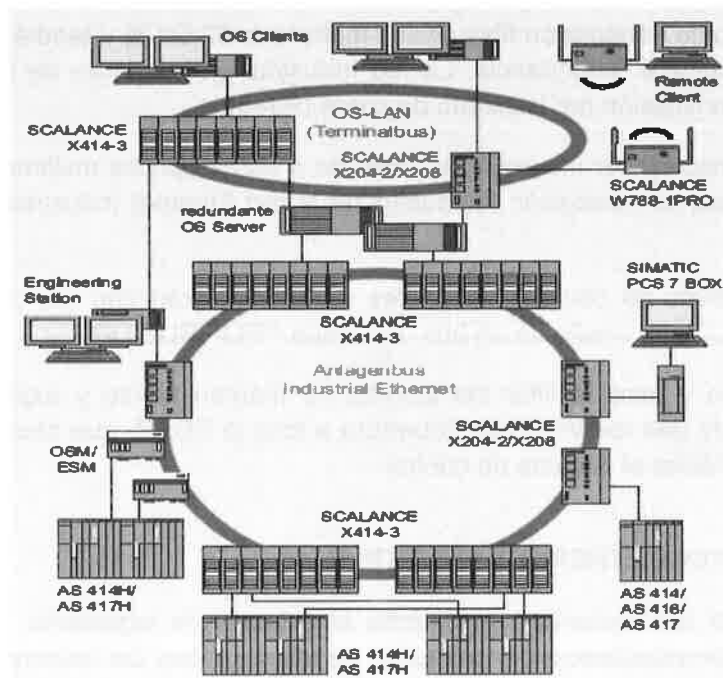 OS Clients
Remote
Client
SCALANCE
X414-3
OS-LAN
(Terminalbus)
SCALANCE
X204-2/X208
SCALANCE
W788-1PRO
redundante
OS Server
Engineering
Station
SCALANCE
X414-3
SIMATIC
PCS 7 BOX
Anlagenbus
Industrial Ethernet
OSM/
ESM
SCALANCE
X204-2/X208
SCALANCE
X414-3
AS 414H/
AS 417H
AS 414H/
AS 417H
AS 414/
AS 416/
AS 417